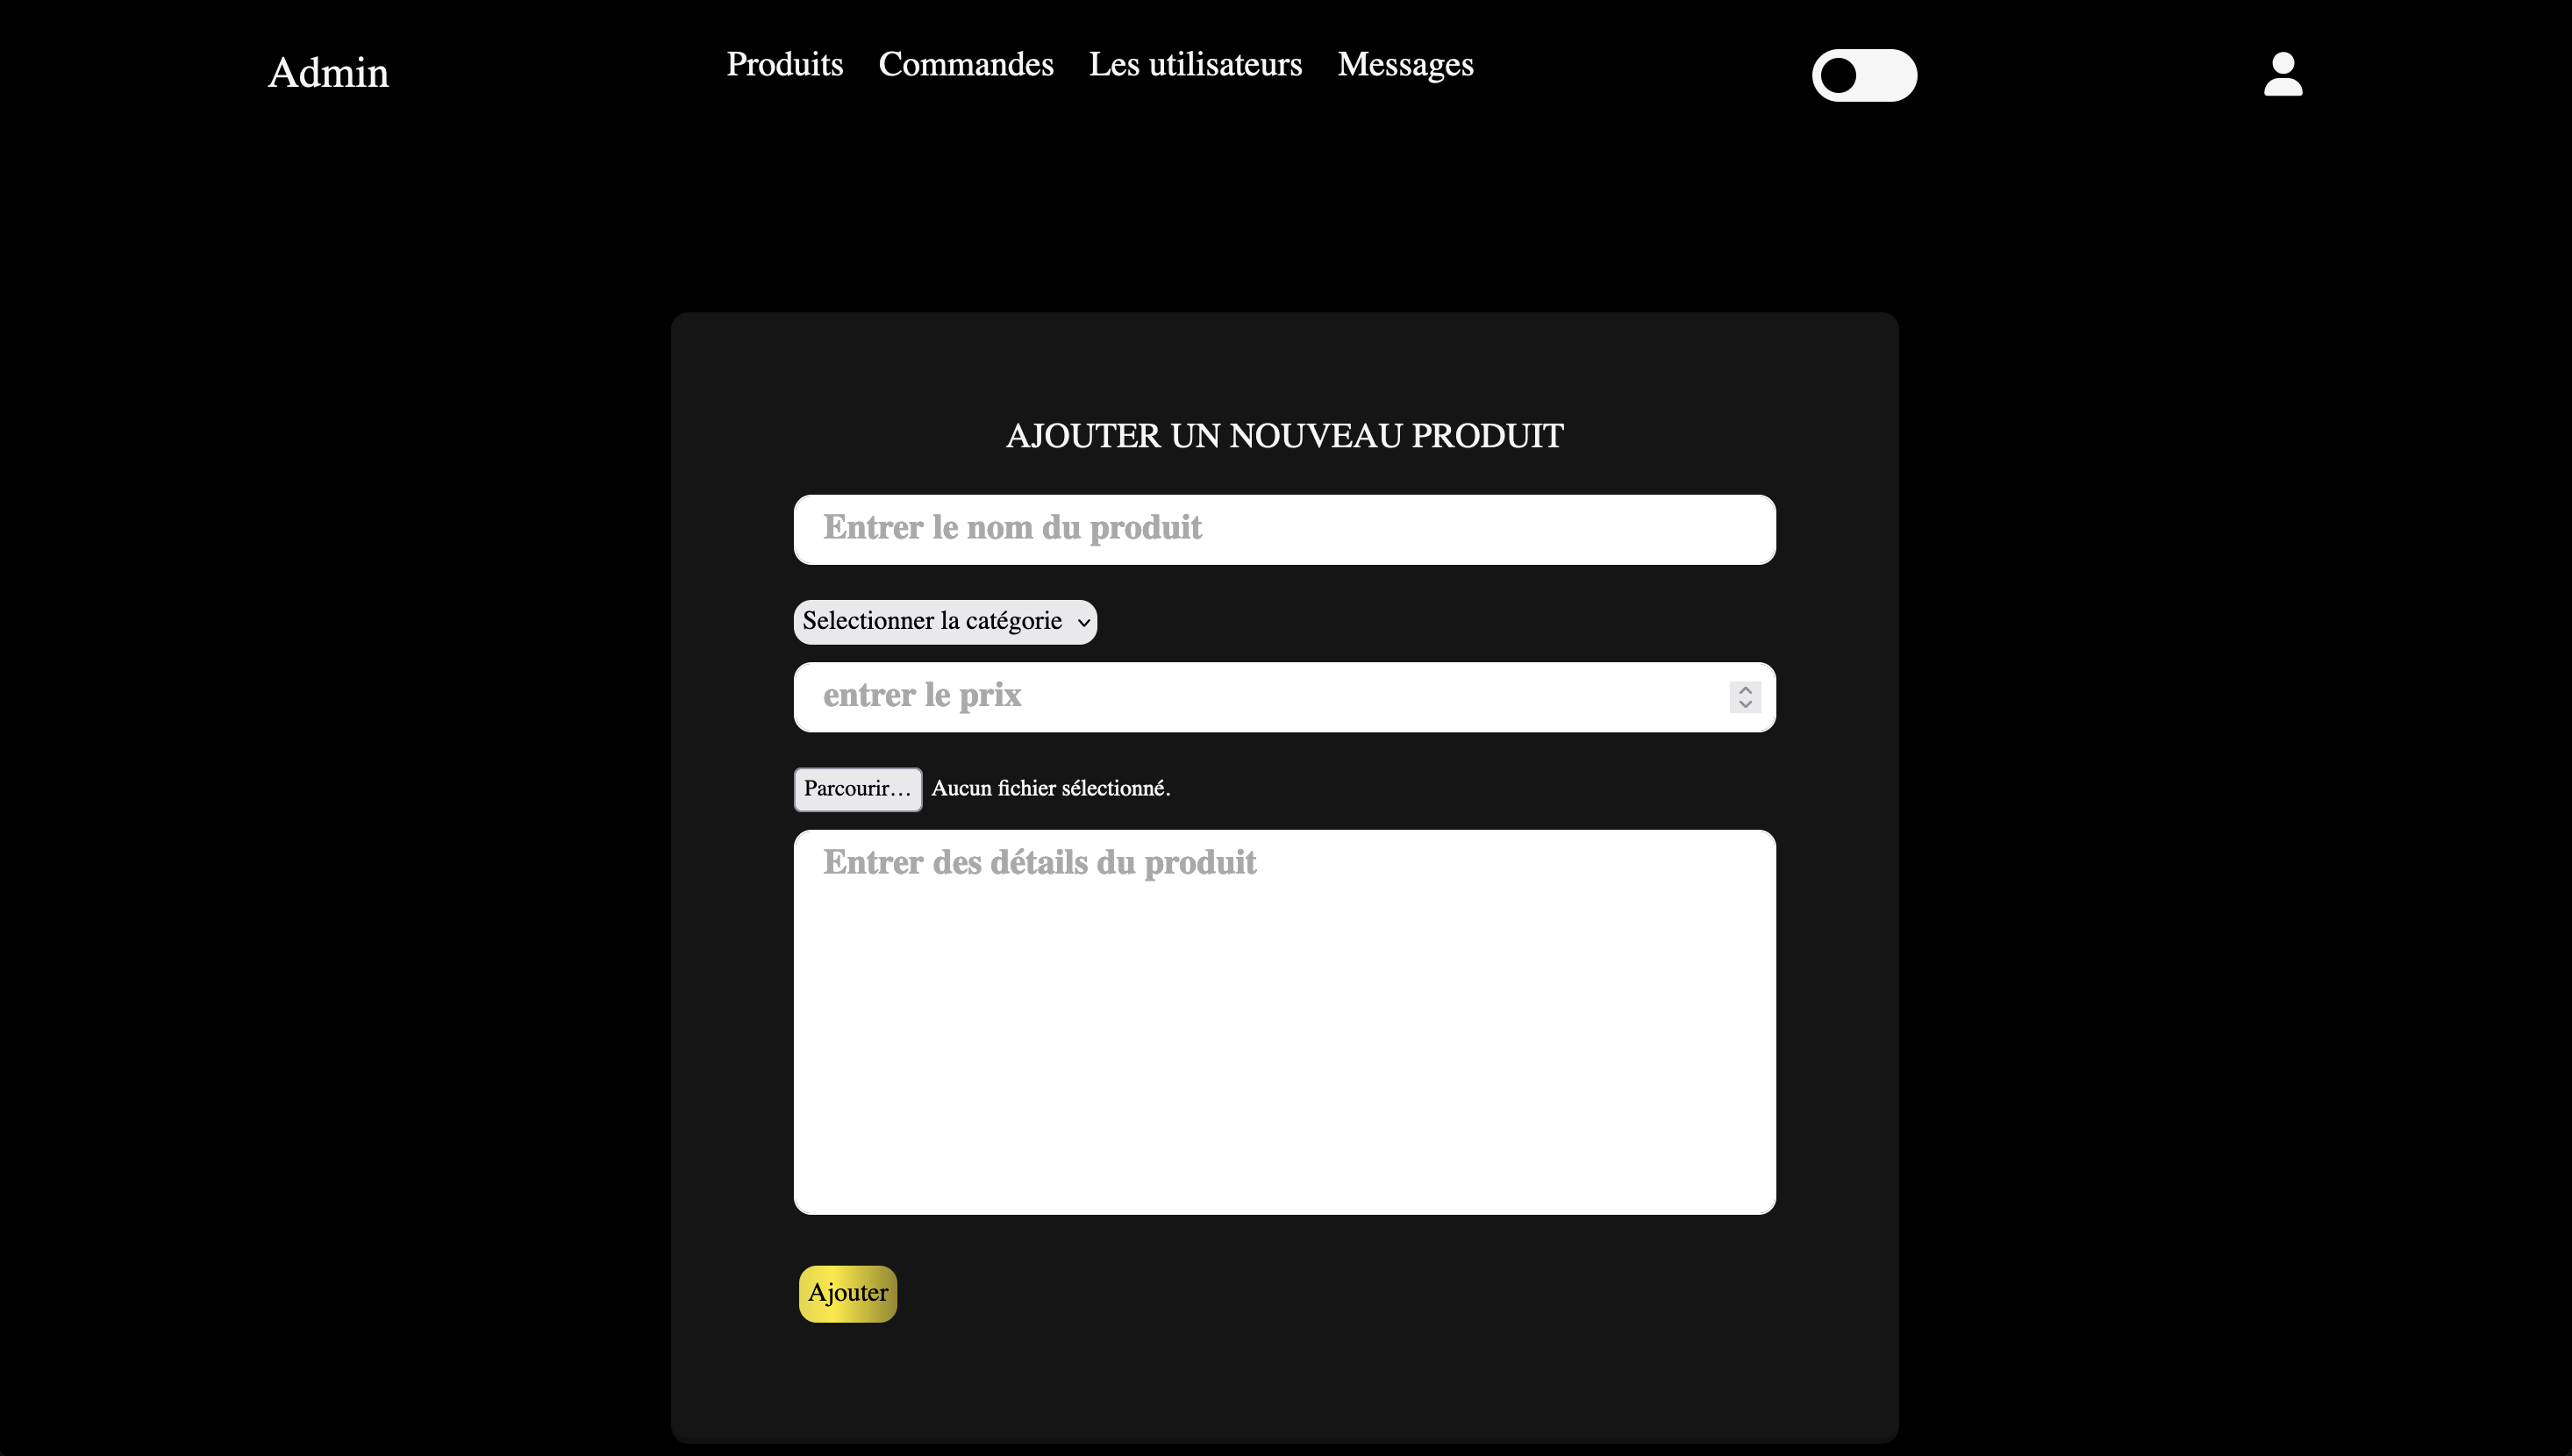 Admin
Produits Commandes Les utilisateurs Messages
AJOUTER UN NOUVEAU PRODUIT
Entrer le nom du produit
Selectionner la catégorie
entrer le prix
Parcourir... Aucun fichier sélectionné.
Entrer des détails du produit
Ajouter